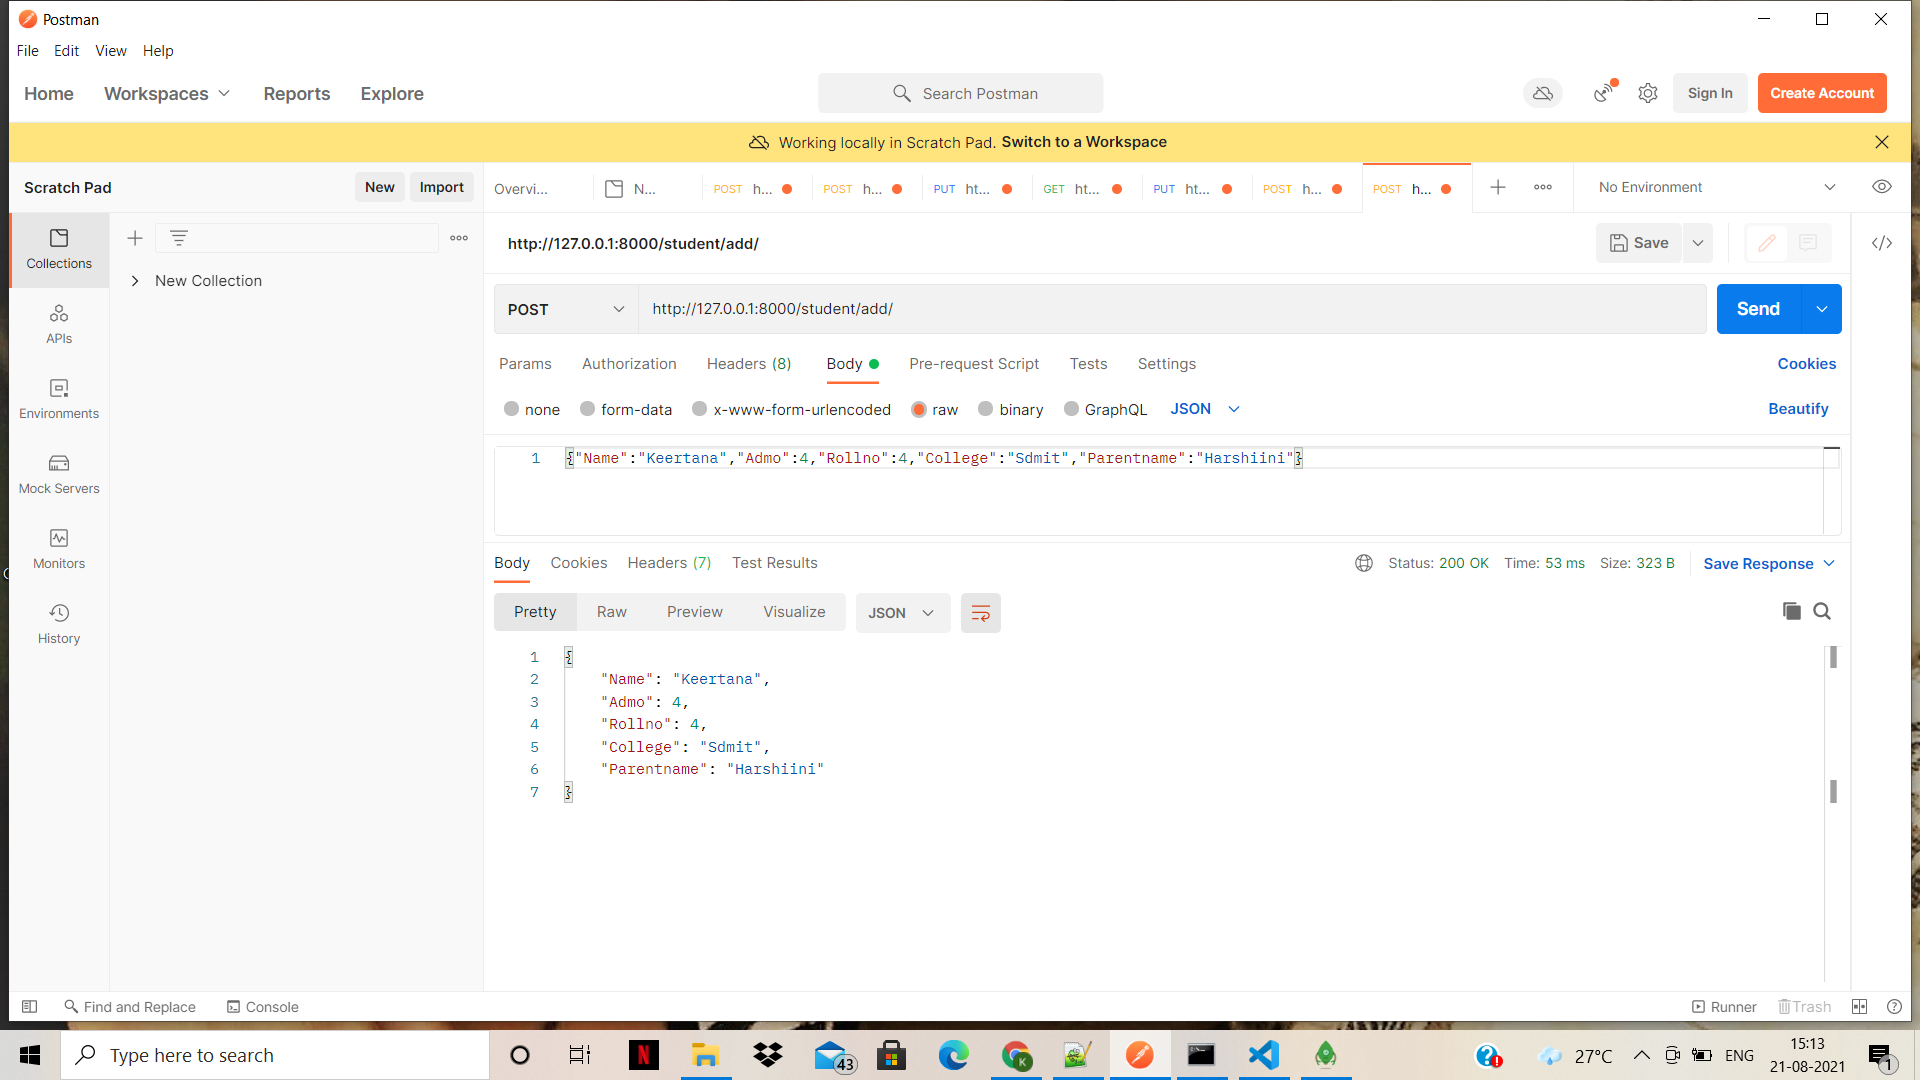 Postman
File Edit View Help
Home Workspaces Reports Explore Search Postman Sign In Create Account
Working locally in Scratch Pad. Switch to a Workspace
Scratch Pad New Import Overvi... N... POST h... POST h... PUT ht... GET ht... PUT ht... POST h... POST h... No Environment
http://127.0.0.1:8000/student/add/ Save
Collections
New Collection
POST http://127.0.0.1:8000/student/add/ Send
APIs
Params Authorization Headers (8) Body Pre-request Script Tests Settings Cookies
Environments
none form-data x-www-form-urlencoded raw binary GraphQL JSON Beautify
1 {"Name":"Keertana","Admo":4,"Rollno":4,"College":"Sdmit","Parentname":"Harshiini"}
Mock Servers
Monitors
Body Cookies Headers (7) Test Results Status: 200 OK Time: 53 ms Size: 323 B Save Response
Pretty Raw Preview Visualize JSON
History
1 {
2 "Name": "Keertana",
3 "Admo": 4,
4 "Rollno": 4,
5 "College": "Sdmit",
6 "Parentname": "Harshiini"
7 }
Find and Replace Console Runner Trash
Type here to search N 43 K 27°C ENG 15:13
21-08-2021 1